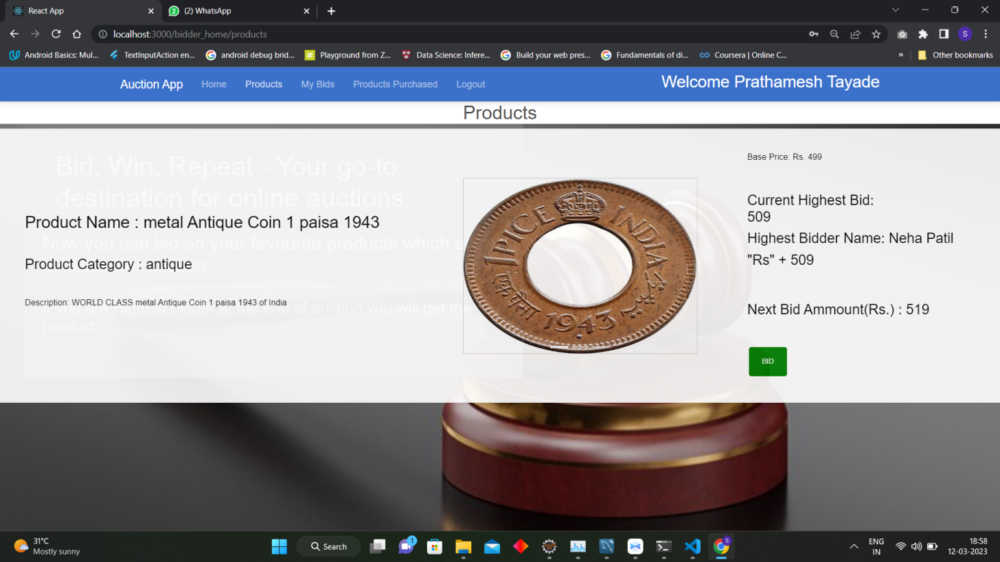 React App
(2) WhatsApp
localhost:3000/bidder_home/products
S
Android Basics: Mul...
TextInputAction en...
android debug brid...
Playground from Z...
Data Science: Infere...
Build your web pres...
Fundamentals of di...
Coursera | Online C...
»
Other bookmarks
Auction App
Home
Products
My Bids
Products Purchased
Logout
Welcome Prathamesh Tayade
Products
Bid, Win, Repeat - Your go-to
destination for online auctions.
Product Name : metal Antique Coin 1 paisa 1943
Now you can bid on your favourite products which a
Product Category : antique
Description: WORLD CLASS metal Antique Coin 1 paisa 1943 of India
If you are Highest bidder at the end of auction you will get the
product.
1 PICE INDIA
एक पैसा
1943
Base Price: Rs. 499
Current Highest Bid:
509
Highest Bidder Name: Neha Patil
"Rs" + 509
Next Bid Ammount(Rs.) : 519
BID
31°C
Mostly sunny
Search
1
S
ENG
IN
18:58
12-03-2023